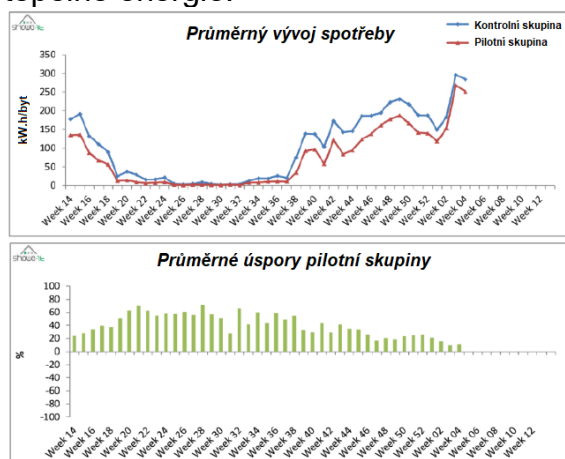 tepelné energie.
showe-it
Průměrný vývoj spotřeby
Kontrolní skupina
Pilotní skupina
kW.h/byt
350
300
250
200
150
100
50
0
Week 14
Week 16
Week 18
Week 20
Week 22
Week 24
Week 26
Week 28
Week 30
Week 32
Week 34
Week 36
Week 38
Week 40
Week 42
Week 44
Week 46
Week 48
Week 50
Week 52
Week 02
Week 04
Week 06
Week 08
Week 10
Week 12
showe-it
Průměrné úspory pilotní skupiny
%
100
80
60
40
20
0
-20
-40
-60
-80
-100
Week 14
Week 16
Week 18
Week 20
Week 22
Week 24
Week 26
Week 28
Week 30
Week 32
Week 34
Week 36
Week 38
Week 40
Week 42
Week 44
Week 46
Week 48
Week 50
Week 52
Week 02
Week 04
Week 06
Week 08
Week 10
Week 12